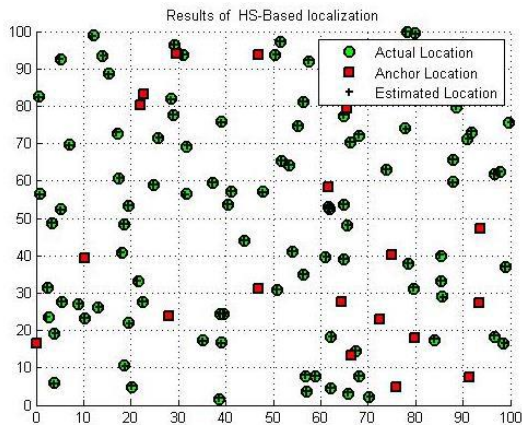 Results of HS-Based localization
100
90
80
70
60
50
40
30
20
10
0
Actual Location
Anchor Location
Estimated Location
0 10 20 30 40 50 60 70 80 90 100